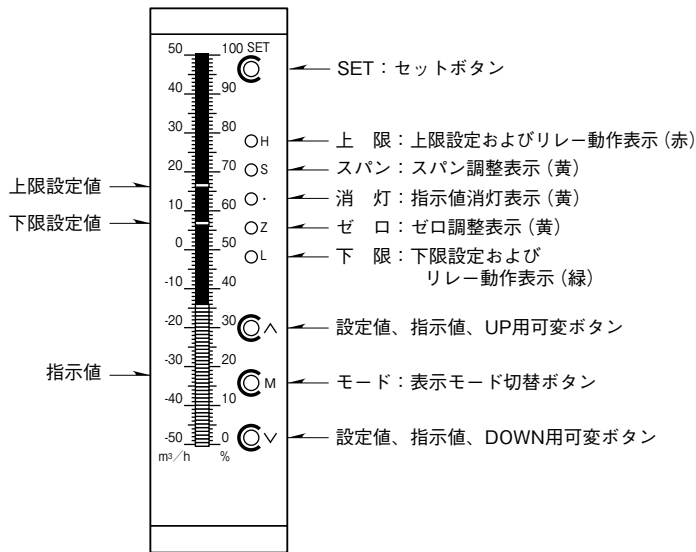 50 100 SET
SET：セットボタン
40 90
30 80
H
上　限：上限設定およびリレー動作表示（赤）
20 70
S
スパン：スパン調整表示（黄）
上限設定値
・
消　灯：指示値消灯表示（黄）
10 60
下限設定値
Z
ゼ　ロ：ゼロ調整表示（黄）
0 50
L
下　限：下限設定および
リレー動作表示（緑）
-10 40
-20 30
∧
設定値、指示値、UP用可変ボタン
-30 20
指示値
M
モード：表示モード切替ボタン
-40 10
-50 0
∨
設定値、指示値、DOWN用可変ボタン
m³／h %